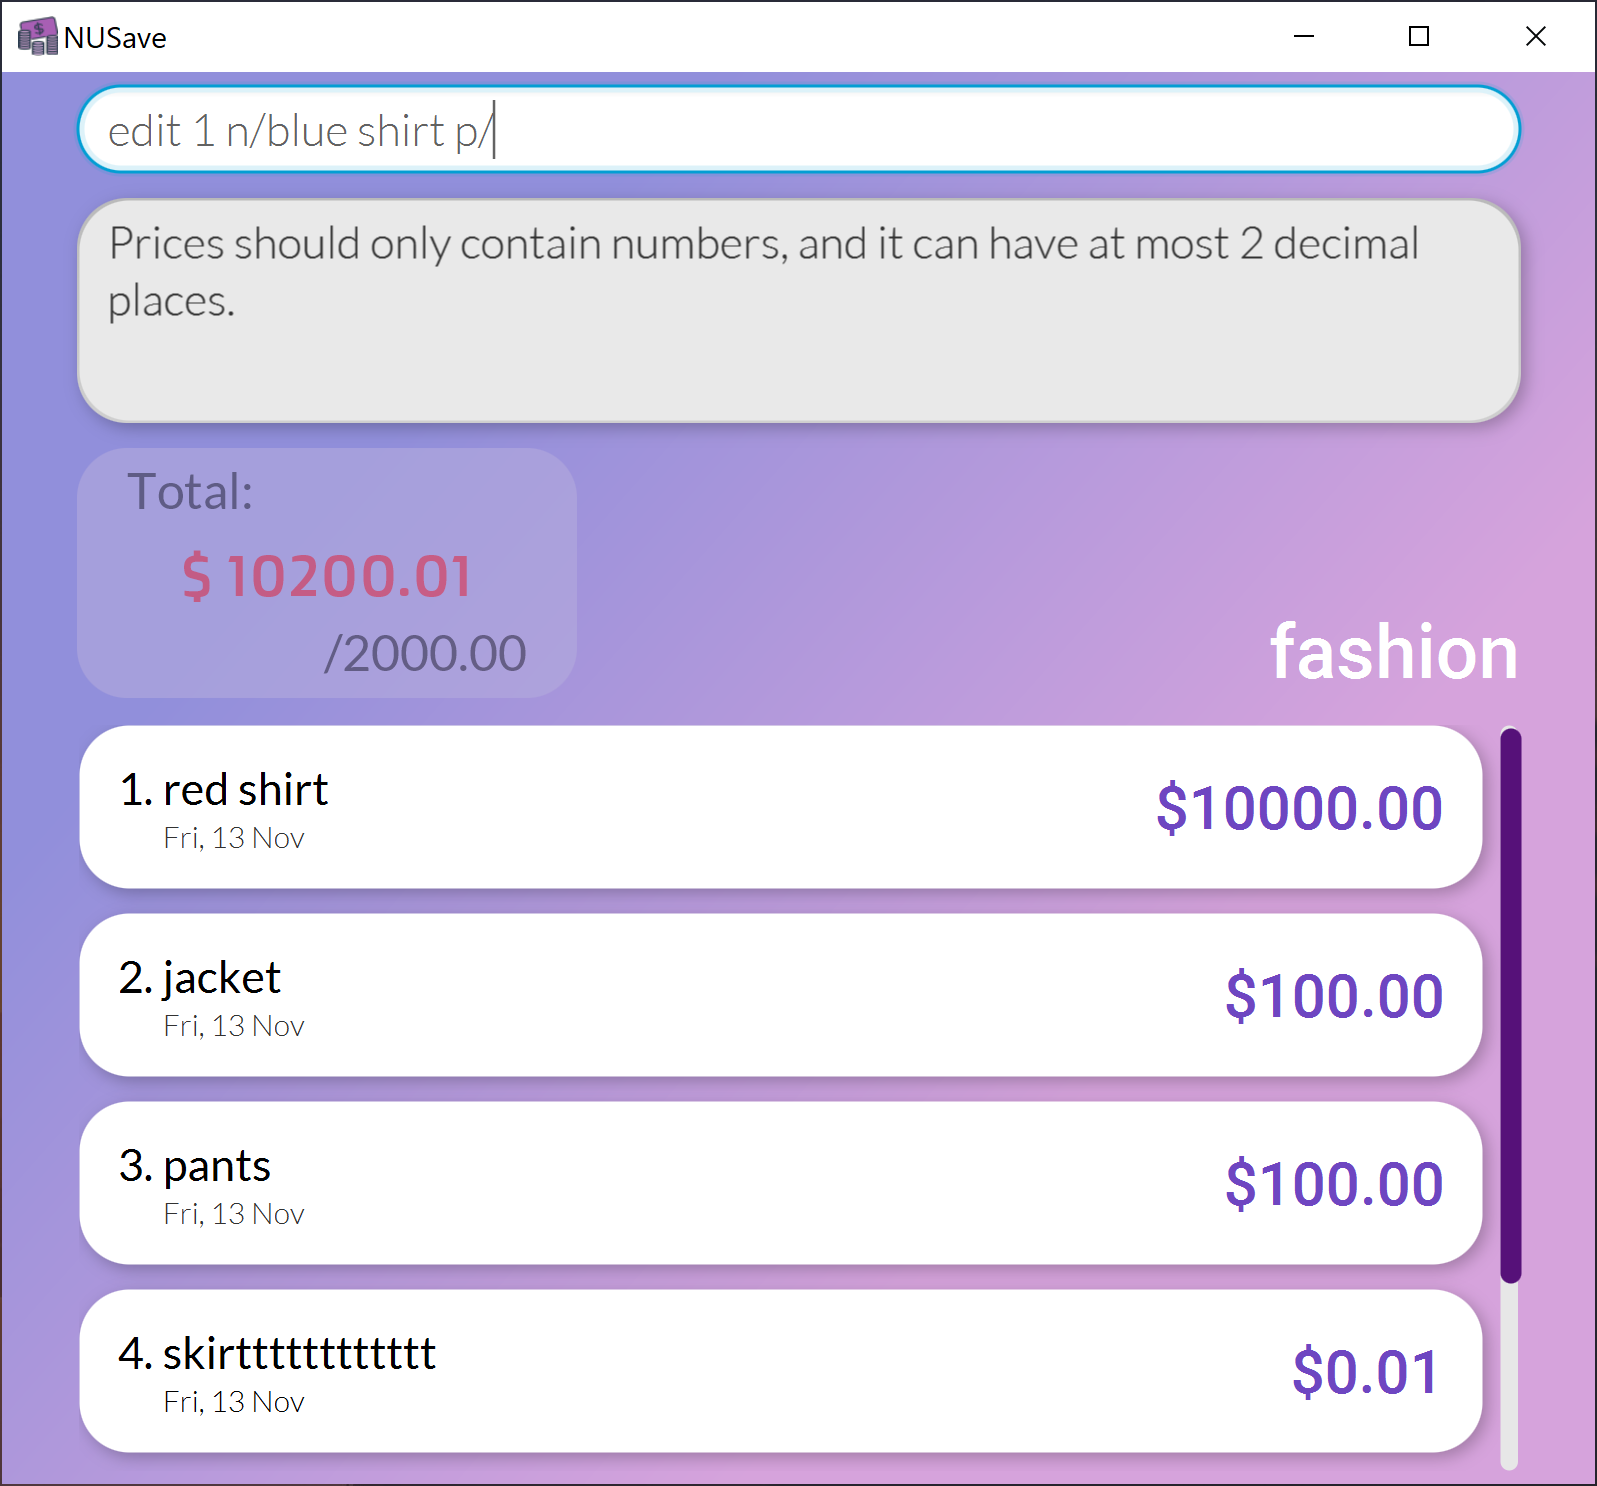 NUSave
edit 1 n/blue shirt p/
Prices should only contain numbers, and it can have at most 2 decimal
places.
Total:
$ 10200.01
/2000.00
fashion
1. red shirt
Fri, 13 Nov
$10000.00
2. jacket
Fri, 13 Nov
$100.00
3. pants
Fri, 13 Nov
$100.00
4. skirtttttttttttt
Fri, 13 Nov
$0.01